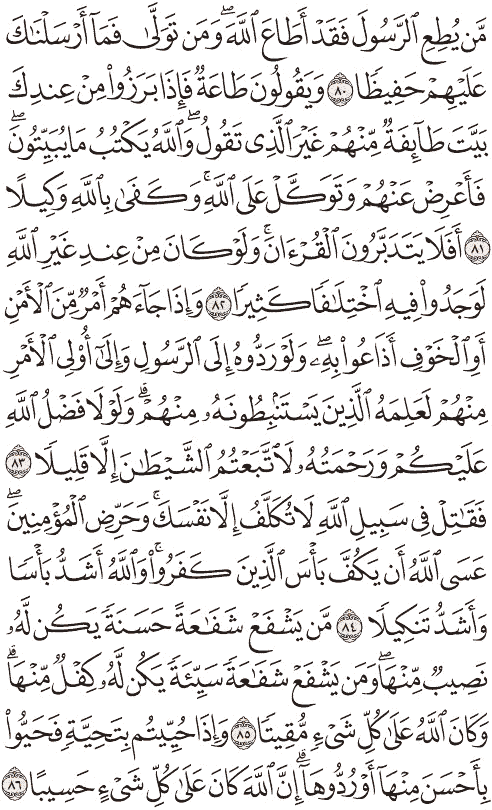 مَّن يُطِعِ ٱلرَّسُولَ فَقَدْ أَطَاعَ ٱللَّهَ ۖ وَمَن تَوَلَّىٰ فَمَآ أَرْسَلْنَٰكَ
عَلَيْهِمْ حَفِيظًا ٨٠ وَيَقُولُونَ طَاعَةٌ فَإِذَا بَرَزُوا۟ مِنْ عِندِكَ
بَيَّتَ طَآئِفَةٌ مِّنْهُمْ غَيْرَ ٱلَّذِى تَقُولُ ۖ وَٱللَّهُ يَكْتُبُ مَا يُبَيِّتُونَ ۖ
فَأَعْرِضْ عَنْهُمْ وَتَوَكَّلْ عَلَى ٱللَّهِ ۚ وَكَفَىٰ بِٱللَّهِ وَكِيلًا
٨١ أَفَلَا يَتَدَبَّرُونَ ٱلْقُرْءَانَ ۚ وَلَوْ كَانَ مِنْ عِندِ غَيْرِ ٱللَّهِ
لَوَجَدُوا۟ فِيهِ ٱخْتِلَٰفًا كَثِيرًا ٨٢ وَإِذَا جَآءَهُمْ أَمْرٌ مِّنَ ٱلْأَمْنِ
أَوِ ٱلْخَوْفِ أَذَاعُوا۟ بِهِۦ ۖ وَلَوْ رَدُّوهُ إِلَى ٱلرَّسُولِ وَإِلَىٰٓ أُو۟لِى ٱلْأَمْرِ
مِنْهُمْ لَعَلِمَهُ ٱلَّذِينَ يَسْتَنۢبِطُونَهُۥ مِنْهُمْ ۗ وَلَوْلَا فَضْلُ ٱللَّهِ
عَلَيْكُمْ وَرَحْمَتُهُۥ لَٱتَّبَعْتُمُ ٱلشَّيْطَٰنَ إِلَّا قَلِيلًا ٨٣
فَقَٰتِلْ فِى سَبِيلِ ٱللَّهِ لَا تُكَلَّفُ إِلَّا نَفْسَكَ ۚ وَحَرِّضِ ٱلْمُؤْمِنِينَ ۖ
عَسَى ٱللَّهُ أَن يَكُفَّ بَأْسَ ٱلَّذِينَ كَفَرُوا۟ ۚ وَٱللَّهُ أَشَدُّ بَأْسًا
وَأَشَدُّ تَنكِيلًا ٨٤ مَّن يَشْفَعْ شَفَٰعَةً حَسَنَةً يَكُن لَّهُۥ
نَصِيبٌ مِّنْهَا ۖ وَمَن يَشْفَعْ شَفَٰعَةً سَيِّئَةً يَكُن لَّهُۥ كِفْلٌ مِّنْهَا ۗ
وَكَانَ ٱللَّهُ عَلَىٰ كُلِّ شَىْءٍ مُّقِيتًا ٨٥ وَإِذَا حُيِّيتُم بِتَحِيَّةٍ فَحَيُّوا۟
بِأَحْسَنَ مِنْهَآ أَوْ رُدُّوهَآ ۗ إِنَّ ٱللَّهَ كَانَ عَلَىٰ كُلِّ شَىْءٍ حَسِيبًا ٨٦